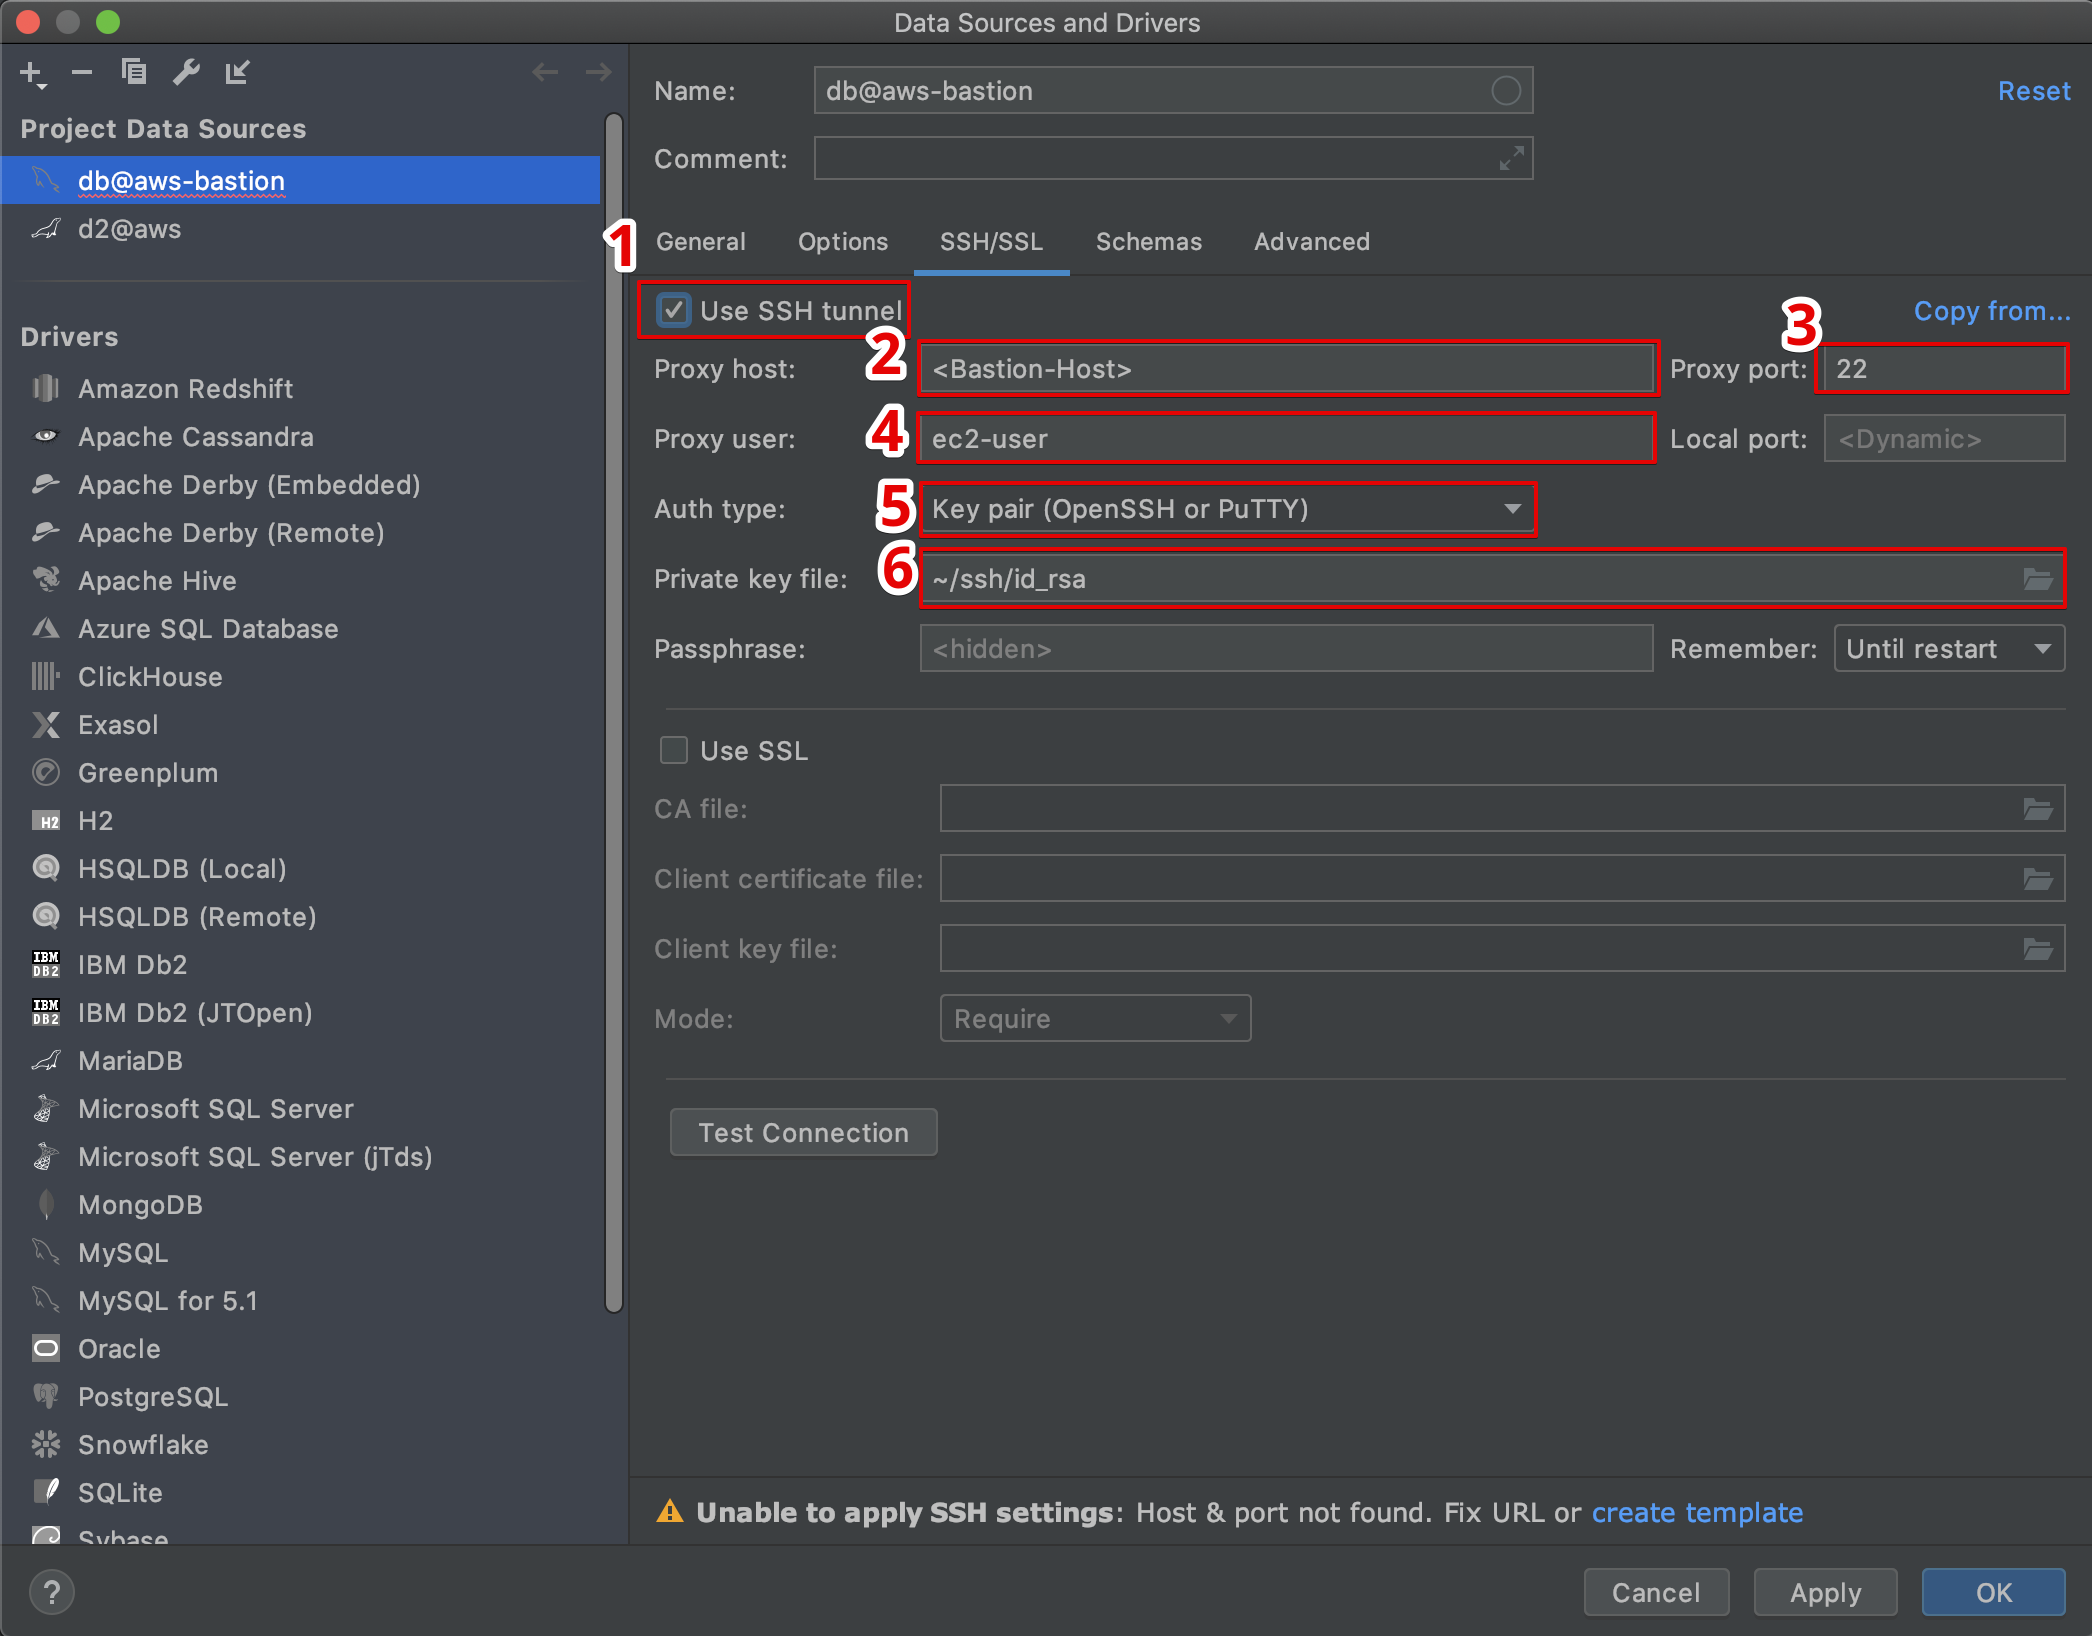 Data Sources and Drivers
Project Data Sources
db@aws-bastion
d2@aws
Drivers
Amazon Redshift
Apache Cassandra
Apache Derby (Embedded)
Apache Derby (Remote)
Apache Hive
Azure SQL Database
ClickHouse
Exasol
Greenplum
H2 H2
HSQLDB (Local)
HSQLDB (Remote)
IBM DB2 IBM Db2
IBM DB2 IBM Db2 (JTOpen)
MariaDB
Microsoft SQL Server
Microsoft SQL Server (jTds)
MongoDB
MySQL
MySQL for 5.1
Oracle
PostgreSQL
Snowflake
SQLite
Sybase
Name: db@aws-bastion Reset
Comment:
General Options SSH/SSL Schemas Advanced
1 Use SSH tunnel Copy from...
Proxy host: 2 <Bastion-Host> Proxy port: 3 22
Proxy user: 4 ec2-user Local port: <Dynamic>
Auth type: 5 Key pair (OpenSSH or PuTTY)
Private key file: 6 ~/ssh/id_rsa
Passphrase: <hidden> Remember: Until restart
Use SSL
CA file:
Client certificate file:
Client key file:
Mode: Require
Test Connection
Unable to apply SSH settings: Host & port not found. Fix URL or create template
? Cancel Apply OK